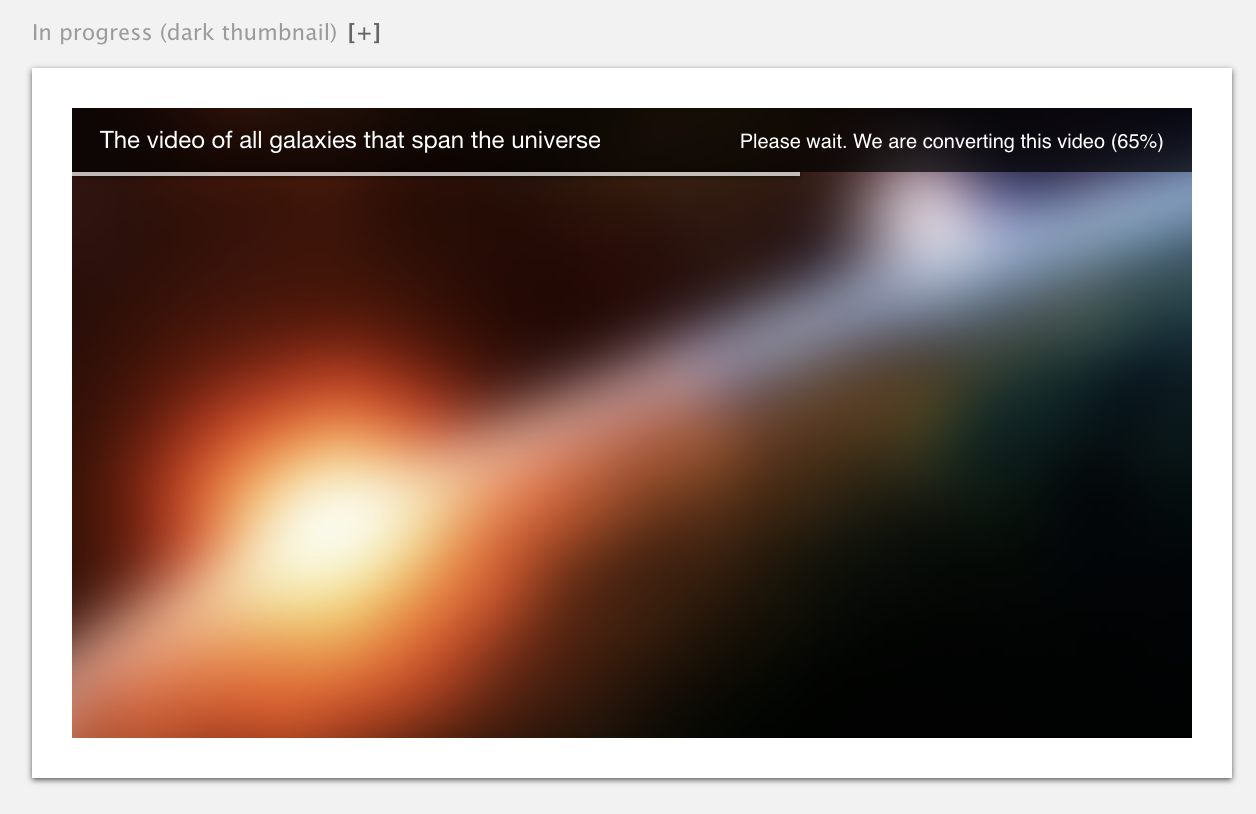 In progress (dark thumbnail) [+]
The video of all galaxies that span the universe
Please wait. We are converting this video (65%)